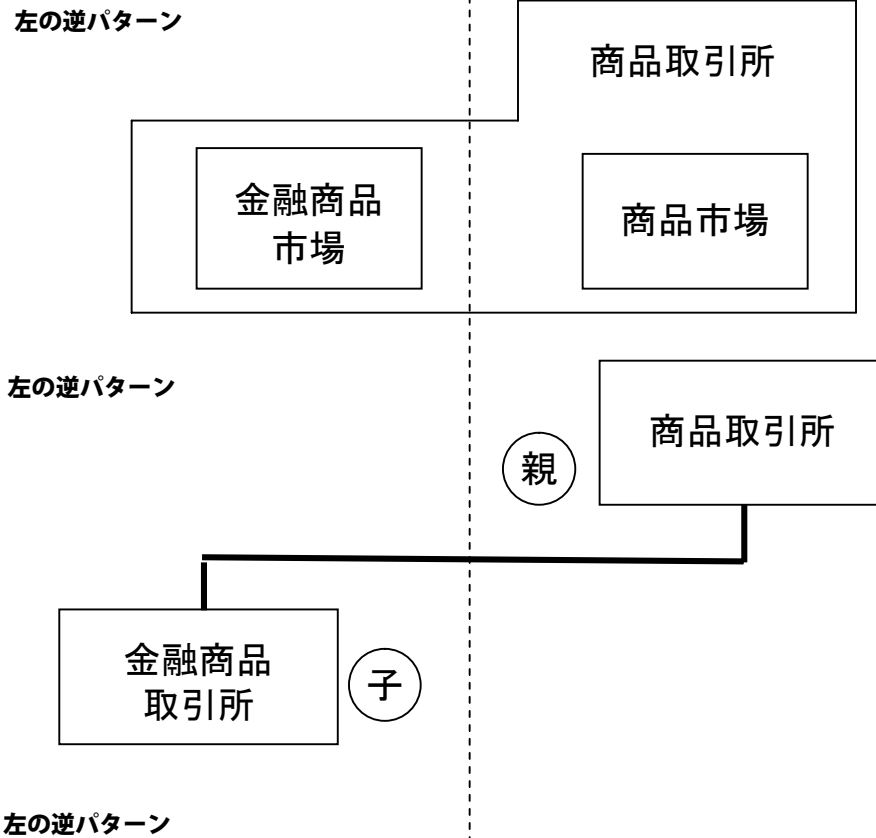 左の逆パターン
商品取引所
金融商品
市場
商品市場
左の逆パターン
商品取引所
親
金融商品
取引所
子
左の逆パターン